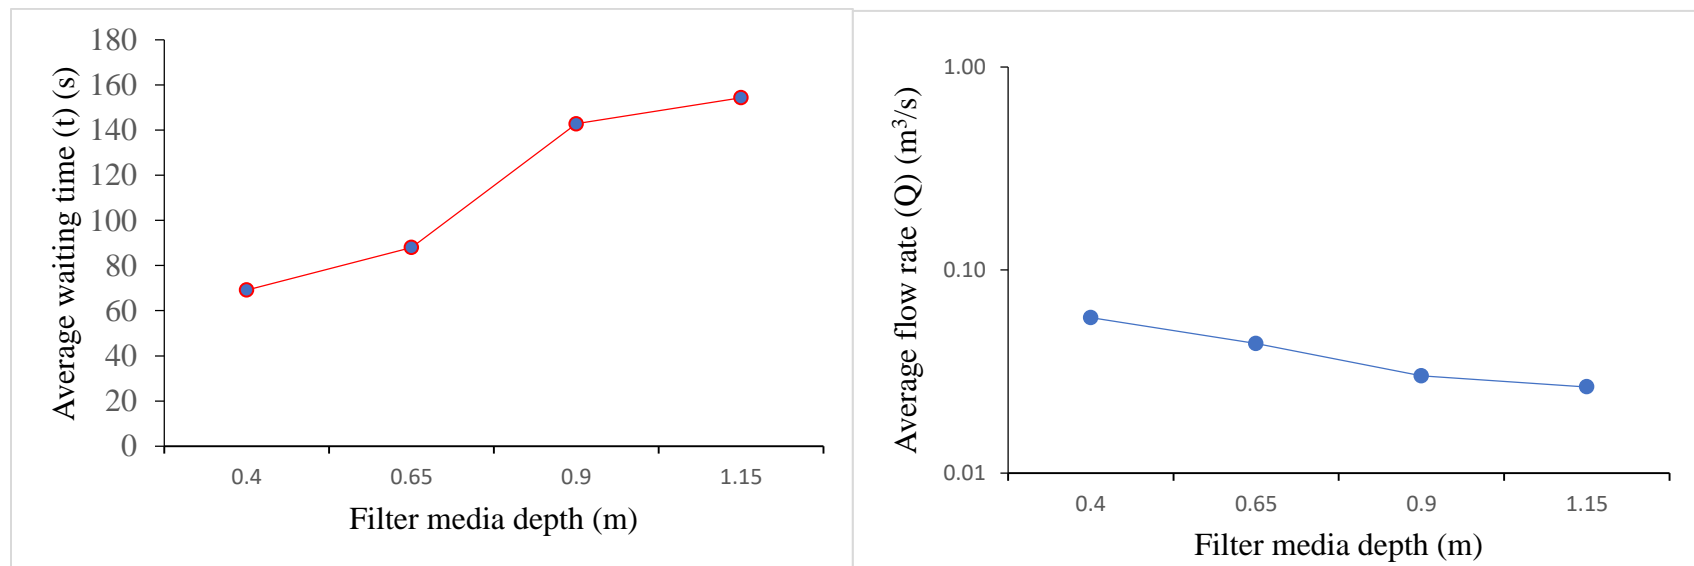 Average waiting time (t) (s)
180
160
140
120
100
80
60
40
20
0
0.4 0.65 0.9 1.15
Filter media depth (m)
Average flow rate (Q) (m³/s)
1.00
0.10
0.01
0.4 0.65 0.9 1.15
Filter media depth (m)